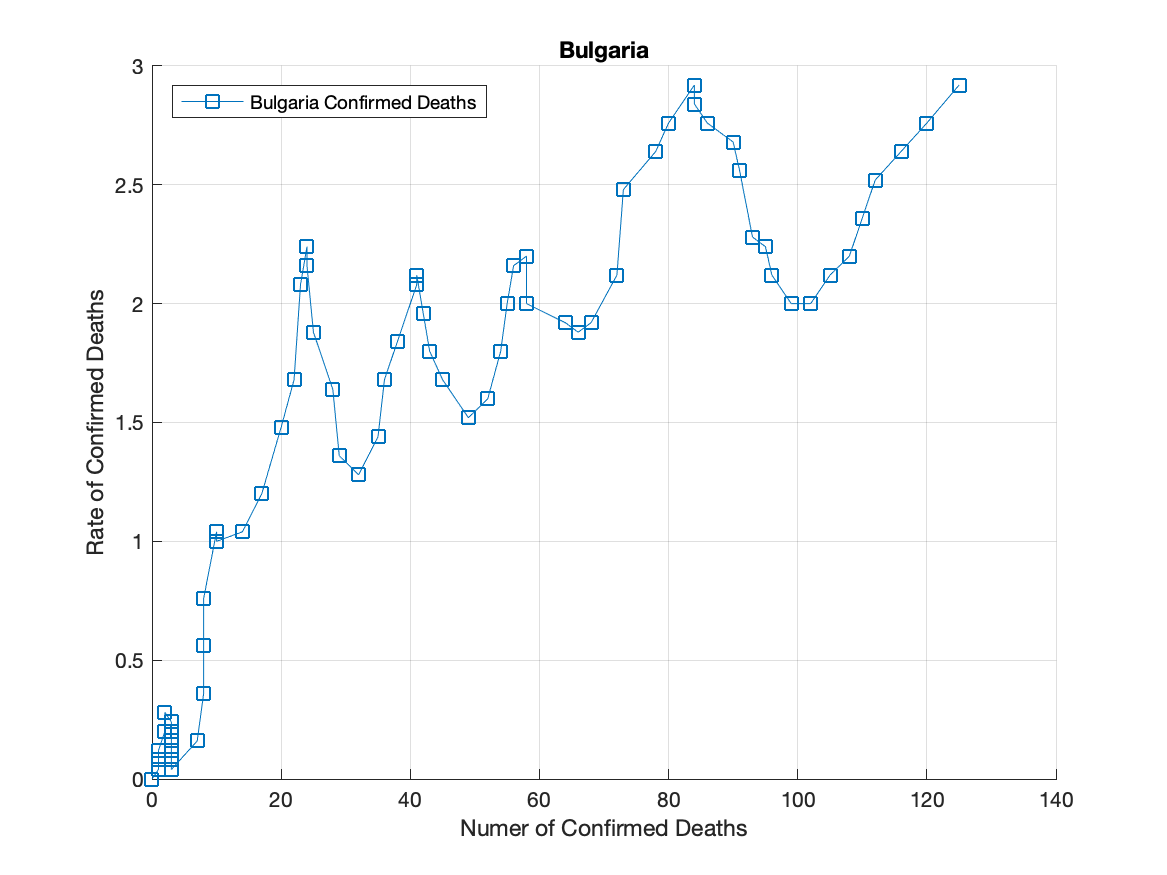 Bulgaria
Bulgaria Confirmed Deaths
3
2.5
2
1.5
1
0.5
0
Rate of Confirmed Deaths
0 20 40 60 80 100 120 140
Numer of Confirmed Deaths